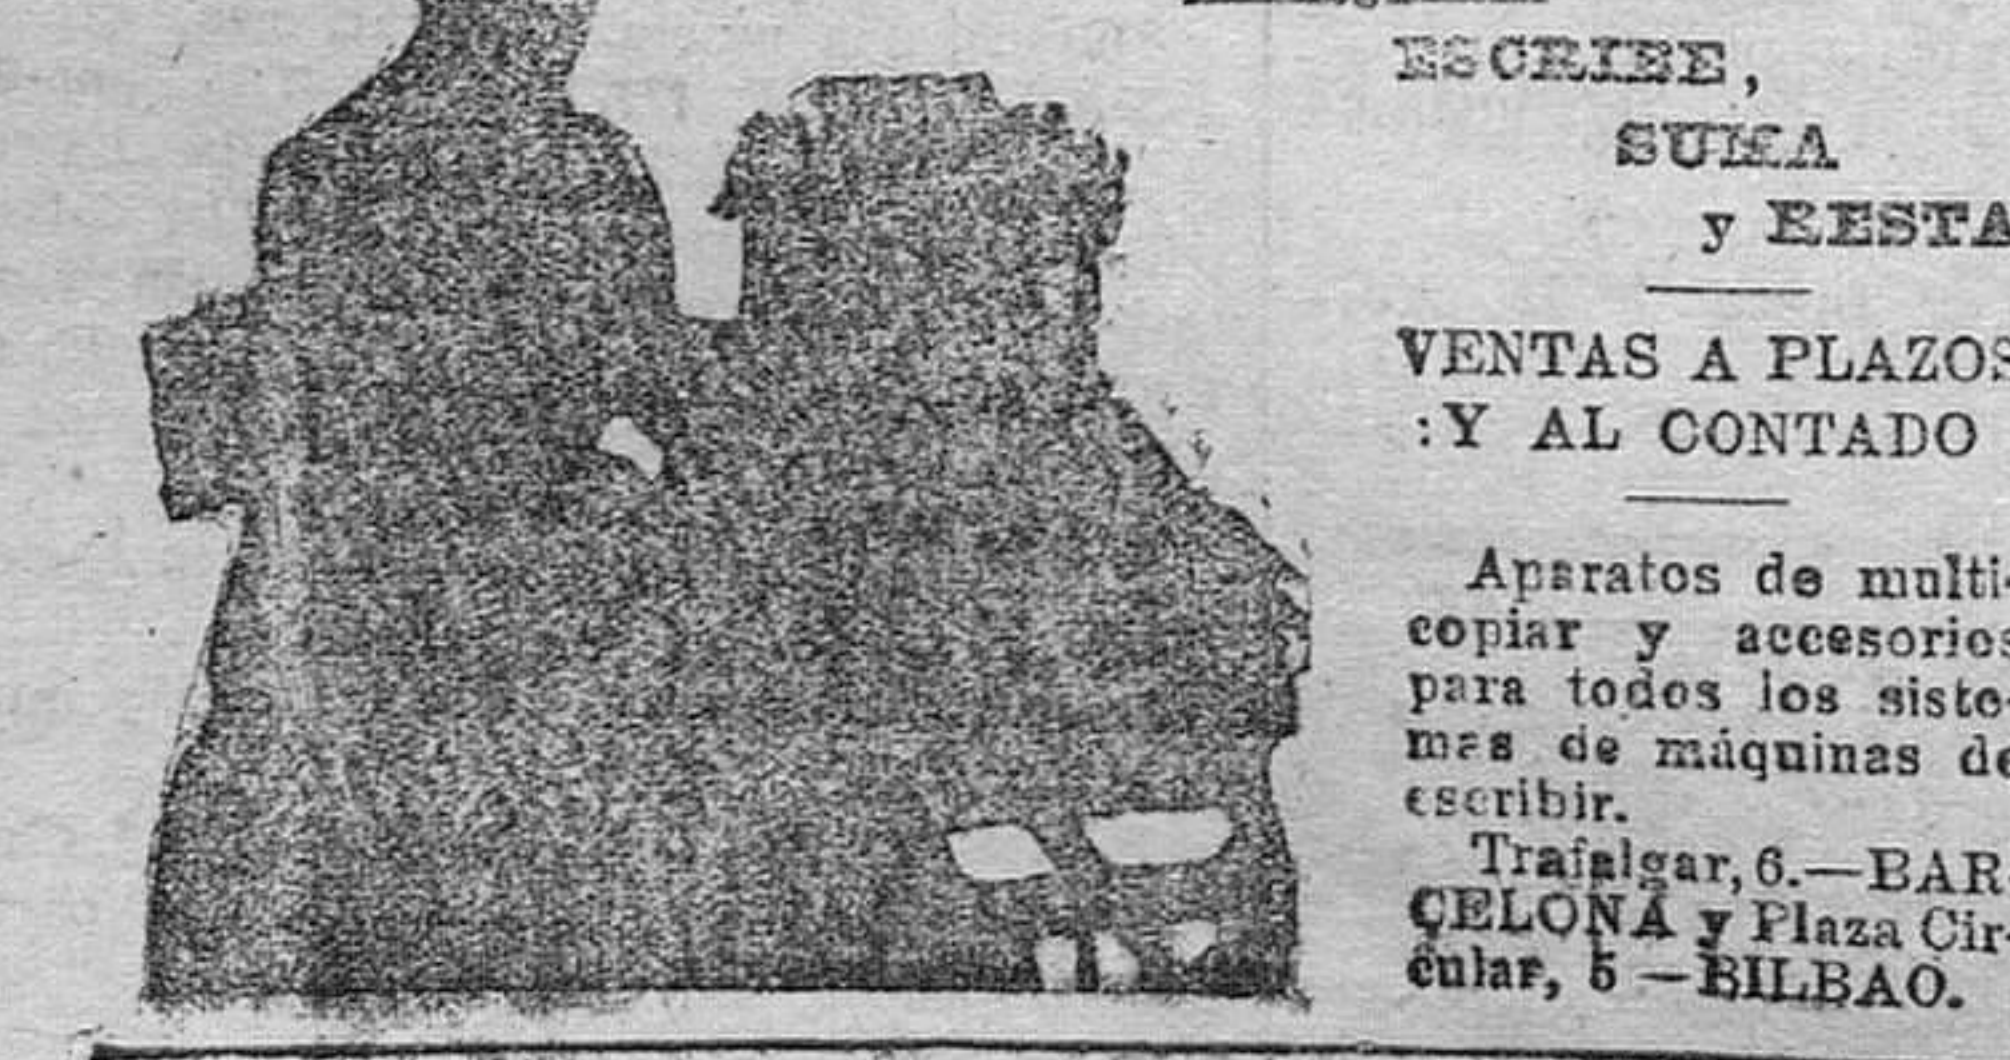 ESCRIBE,
SUMA
y RESTA
VENTAS A PLAZOS
:Y AL CONTADO
Aparatos de multi-
copiar y accesorios
para todos los siste-
mas de máquinas de
escribir.
Trafalgar, 6.—BAR-
CELONA y Plaza Cir-
cular, 5 —BILBAO.